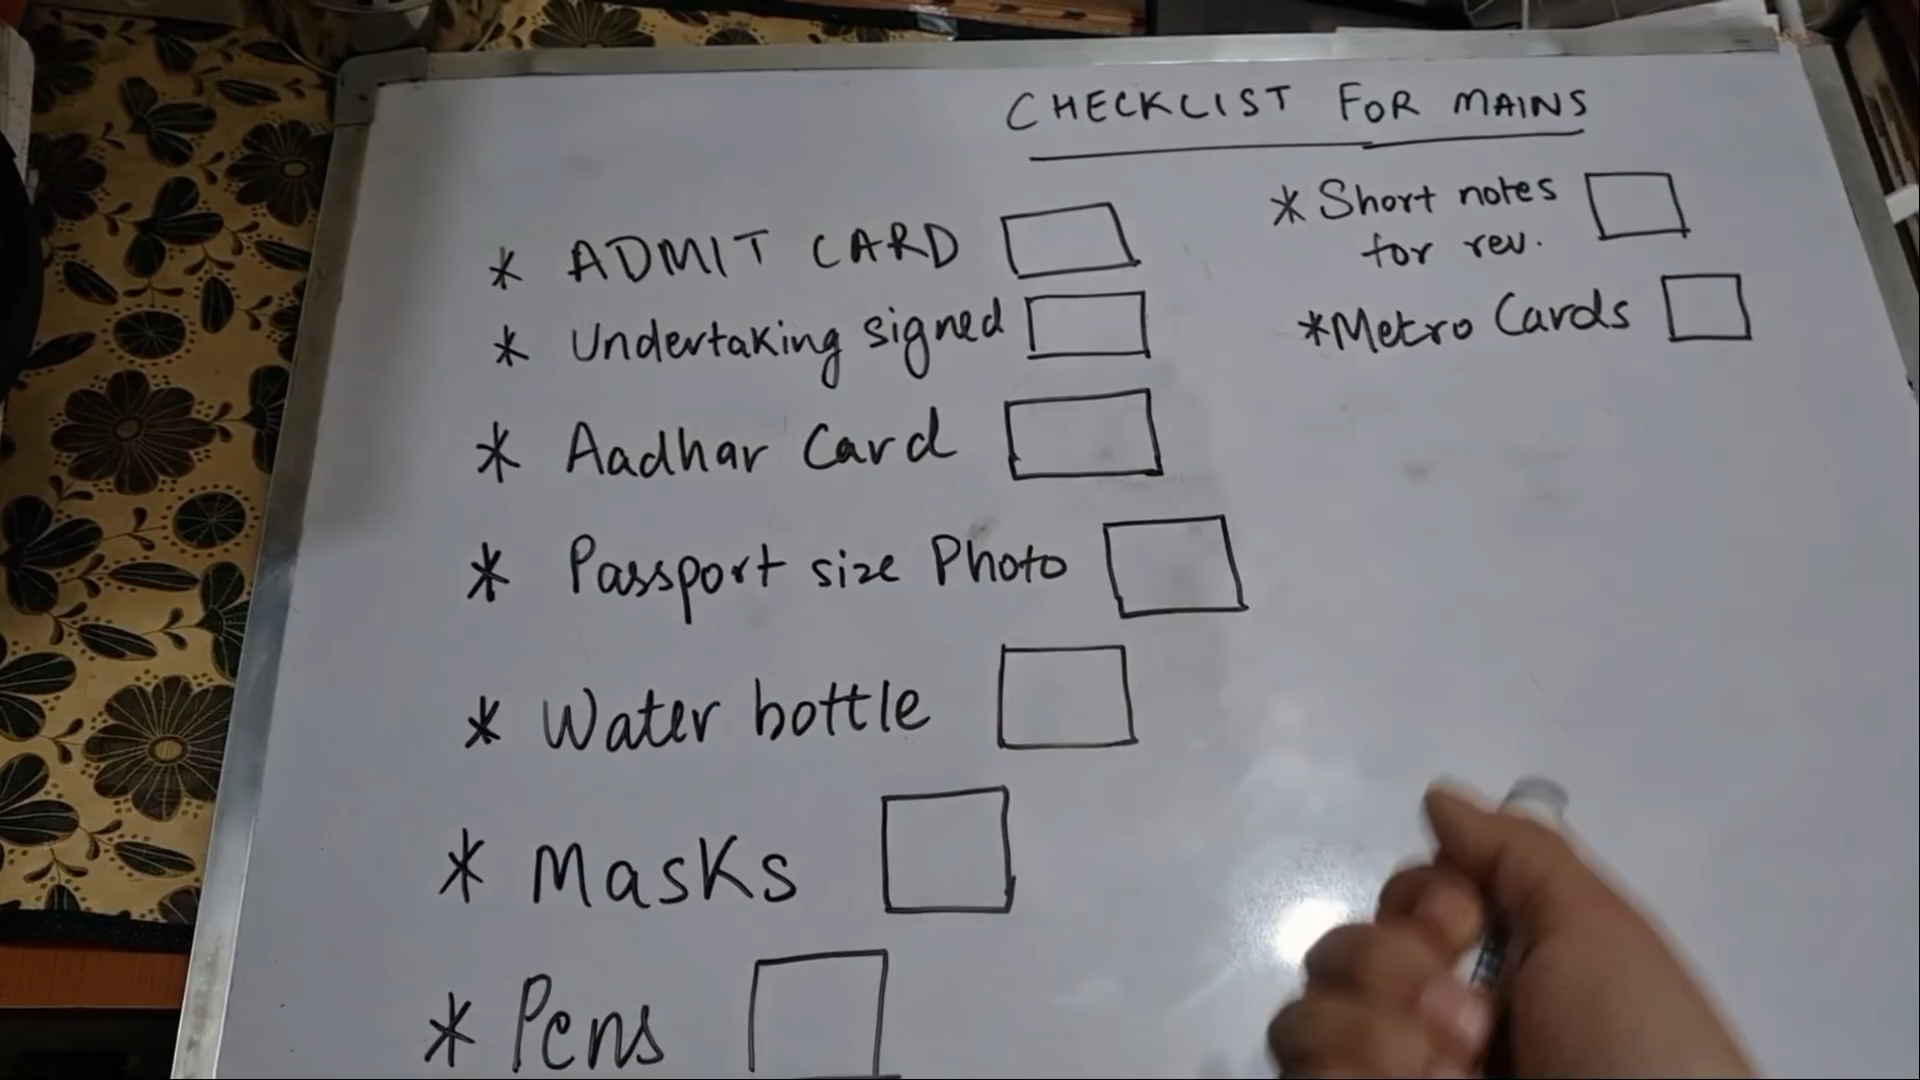 CHECKLIST FOR MAINS
* ADMIT CARD
* Undertaking signed
* Aadhar Card
* Passport size Photo
* Water bottle
* Masks
* Pens
* Short notes
for rev.
* Metro Cards